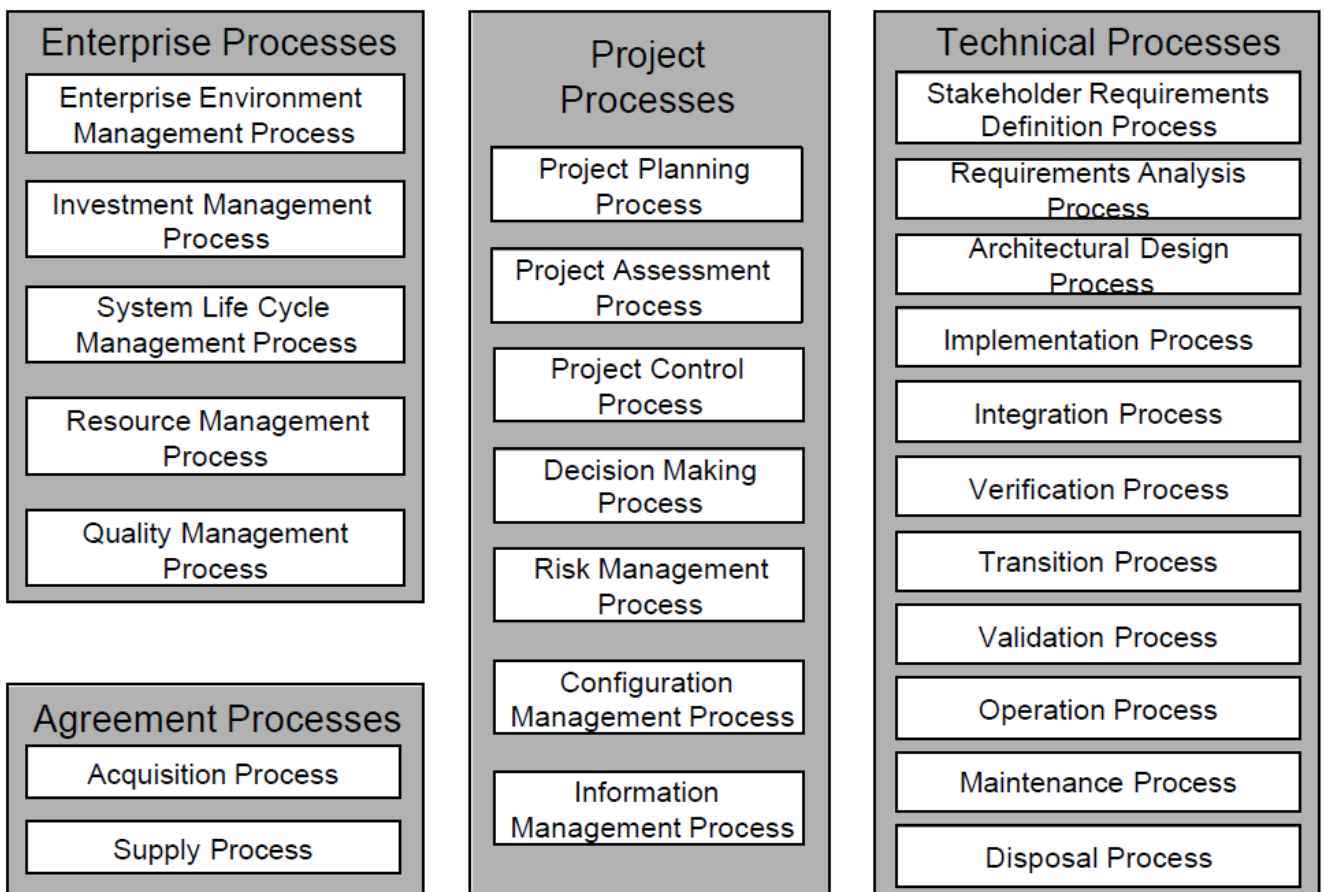 Enterprise Processes
Enterprise Environment
Management Process
Investment Management
Process
System Life Cycle
Management Process
Resource Management
Process
Quality Management
Process
Agreement Processes
Acquisition Process
Supply Process
Project
Processes
Project Planning
Process
Project Assessment
Process
Project Control
Process
Decision Making
Process
Risk Management
Process
Configuration
Management Process
Information
Management Process
Technical Processes
Stakeholder Requirements
Definition Process
Requirements Analysis
Process
Architectural Design
Process
Implementation Process
Integration Process
Verification Process
Transition Process
Validation Process
Operation Process
Maintenance Process
Disposal Process